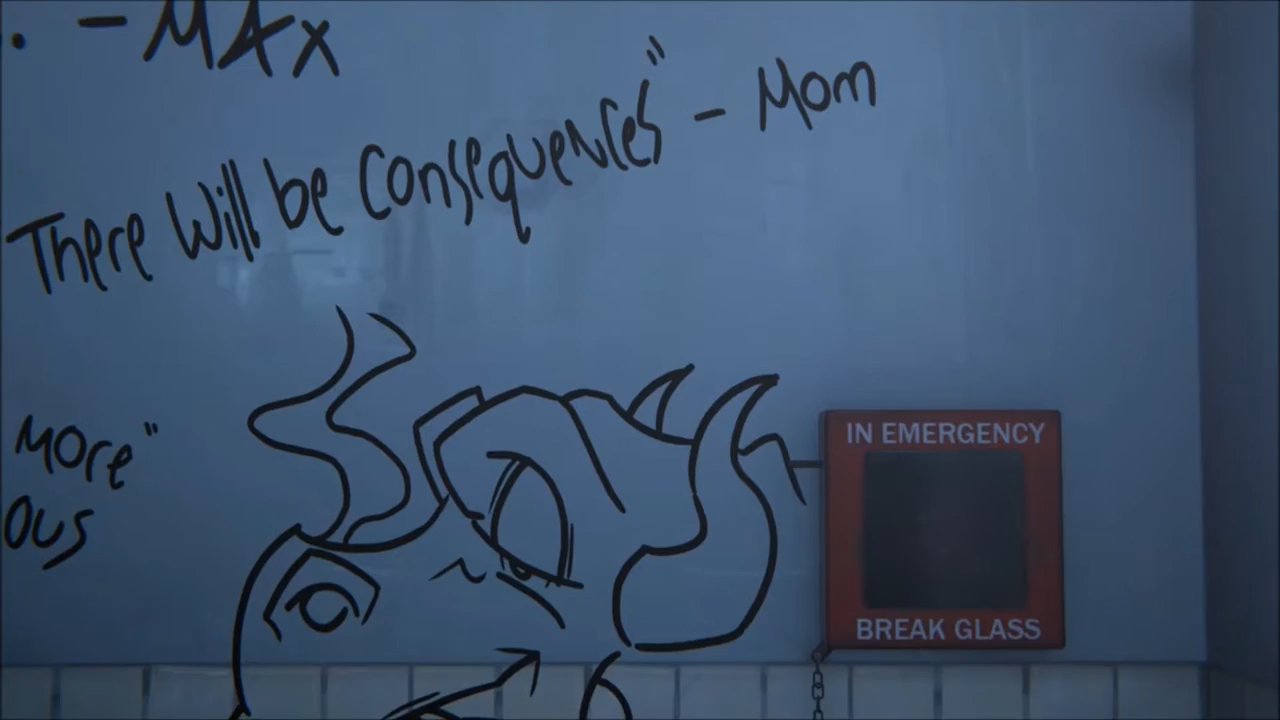 . - MAx
There Will be Consequences" - Mom
More"
ous
IN EMERGENCY
BREAK GLASS